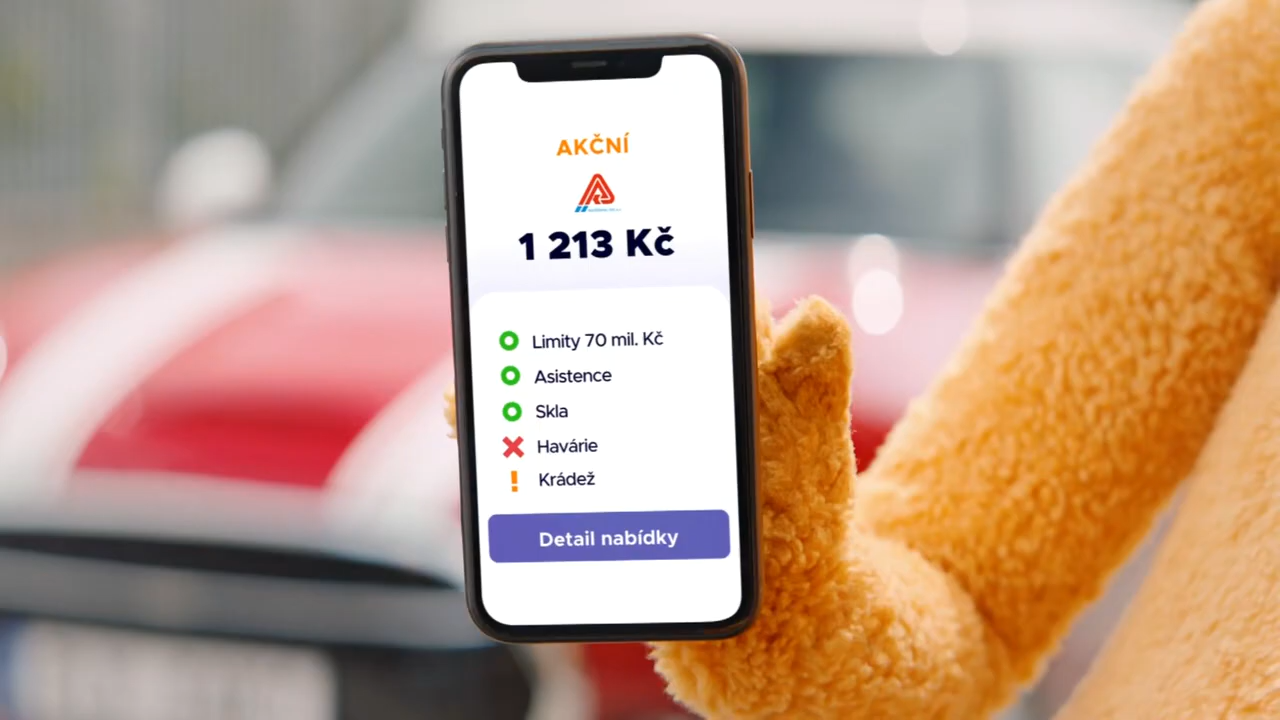 AKČNÍ
1 213 Kč
Limity 70 mil. Kč
Asistence
Skla
Havárie
Krádež
Detail nabídky